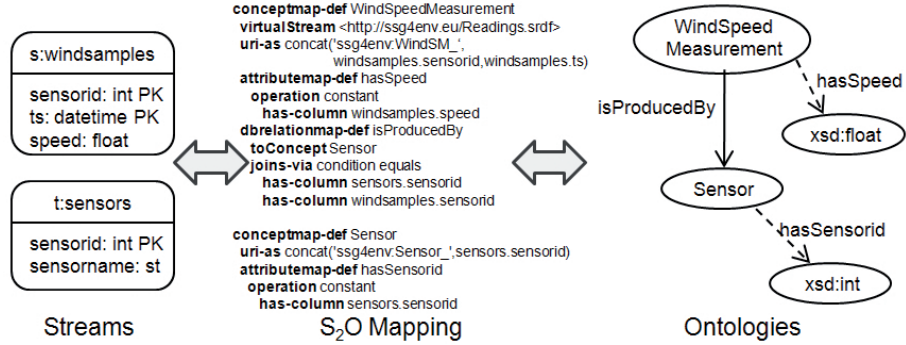 s:windsamples
sensorid: int PK
ts: datetime PK
speed: float
t:sensors
sensorid: int PK
sensorname: st
Streams
conceptmap-def WindSpeedMeasurement
virtualStream <http://ssg4env.eu/Readings.srdf>
uri-as concat('ssg4env:WindSM_',
windsamples.sensorid,windsamples.ts)
attributemap-def hasSpeed
operation constant
has-column windsamples.speed
dbrelationmap-def isProducedBy
toConcept Sensor
joins-via condition equals
has-column sensors.sensorid
has-column windsamples.sensorid
conceptmap-def Sensor
uri-as concat('ssg4env:Sensor_',sensors.sensorid)
attributemap-def hasSensorid
operation constant
has-column sensors.sensorid
S₂O Mapping
WindSpeed
Measurement
hasSpeed
isProducedBy
xsd:float
Sensor
hasSensorid
xsd:int
Ontologies